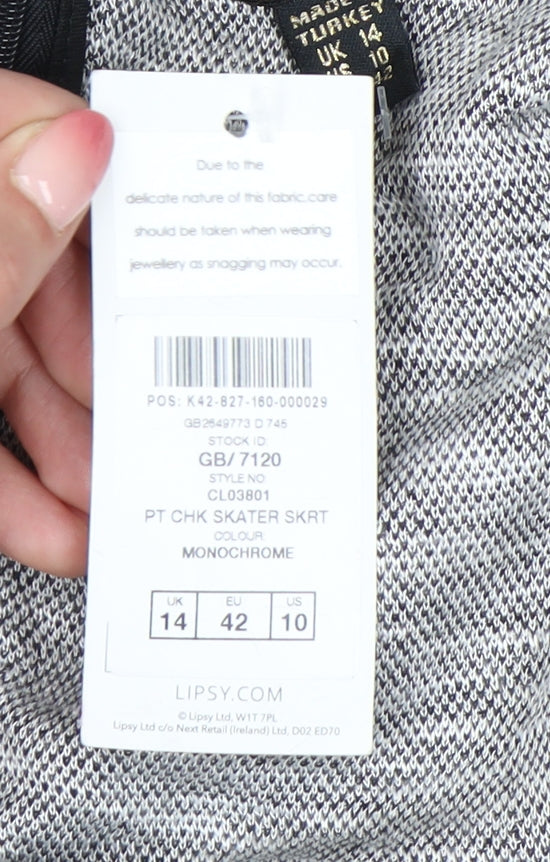 MADE
TURKEY
UK 14
US 10
42
Due to the
delicate nature of this fabric,care
should be taken when wearing
jewellery as snagging may occur.
POS: K42-827-160-000029
GB2649773 D 745
STOCK ID:
GB/ 7120
STYLE NO:
CL03801
PT CHK SKATER SKRT
COLOUR:
MONOCHROME
UK EU US
14 42 10
LIPSY.COM
© Lipsy Ltd, W1T 7PL
Lipsy Ltd c/o Next Retail (Ireland) Ltd, D02 ED70